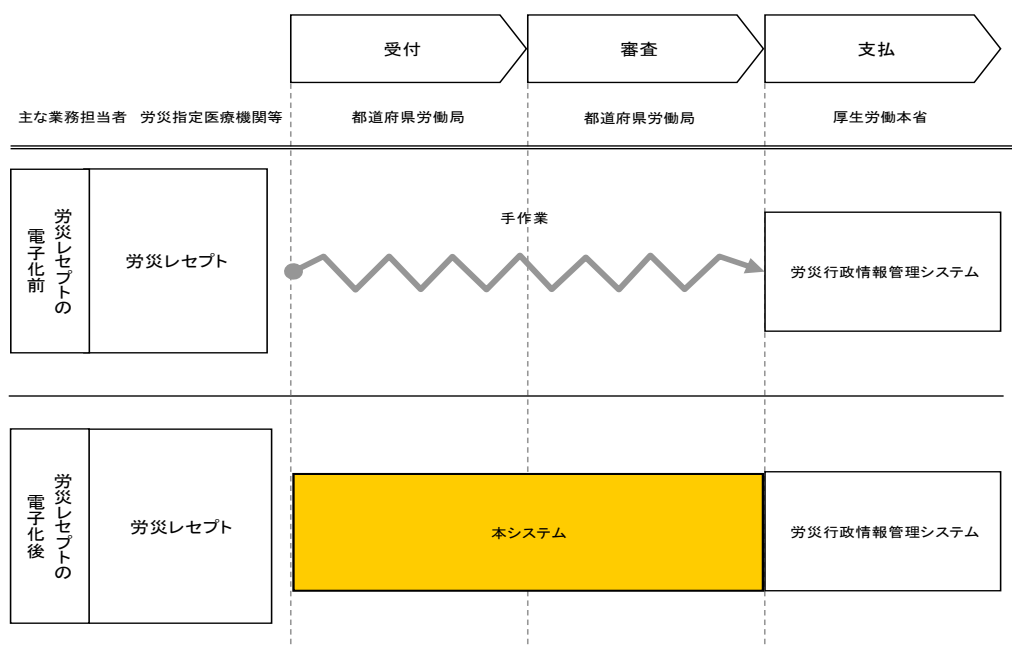 受付
審査
支払
主な業務担当者
労災指定医療機関等
都道府県労働局
都道府県労働局
厚生労働本省
労災レセプトの
電子化前
労災レセプト
手作業
労災行政情報管理システム
労災レセプトの
電子化後
労災レセプト
本システム
労災行政情報管理システム